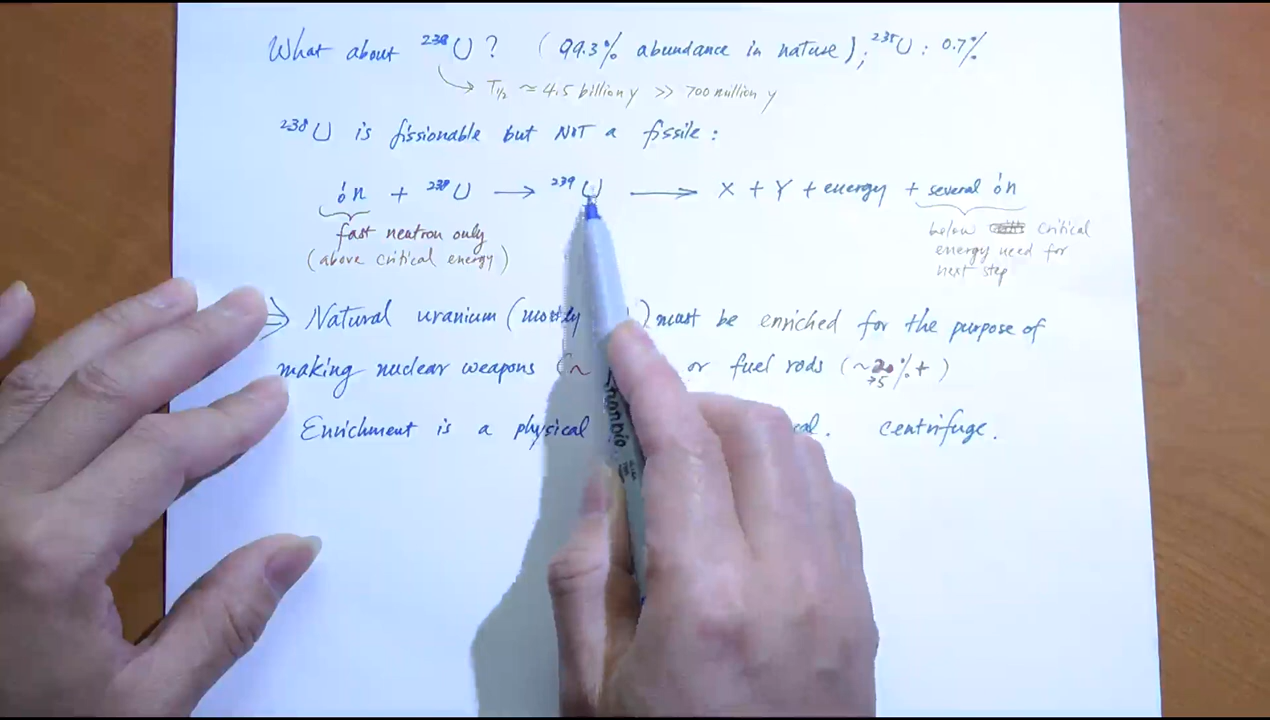 What about ²³⁸U? (99.3% abundance in nature); ²³⁵U: 0.7%
T½ ≃ 4.5 billion y >> 700 million y
²³⁸U is fissionable but NOT a fissile:
¹₀n + ²³⁸U → ²³⁹U → X + Y + energy + several ¹₀n
fast neutron only
(above critical energy)
below critical
energy need for
next step
⇒ Natural uranium (mostly ) must be enriched for the purpose of
making nuclear weapons (~ or fuel rods (~20%+)
→5
Enrichment is a physical centrifuge.